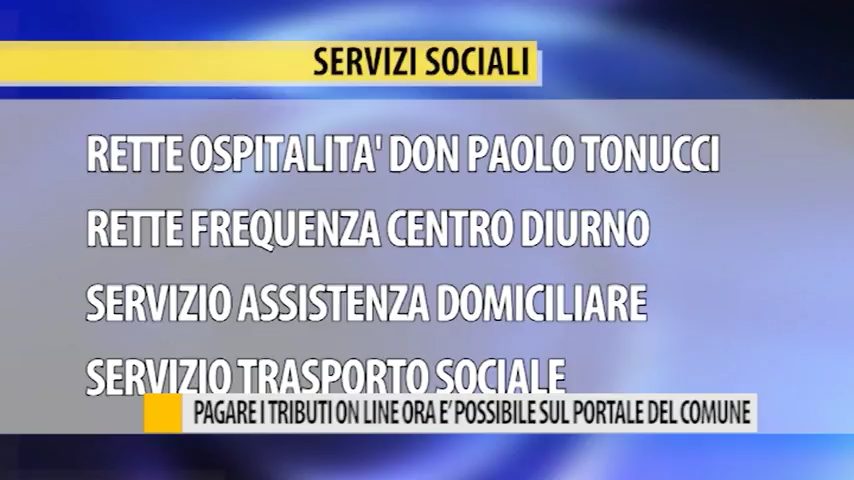 SERVIZI SOCIALI
RETTE OSPITALITA' DON PAOLO TONUCCI
RETTE FREQUENZA CENTRO DIURNO
SERVIZIO ASSISTENZA DOMICILIARE
SERVIZIO TRASPORTO SOCIALE
PAGARE I TRIBUTI ON LINE ORA E' POSSIBILE SUL PORTALE DEL COMUNE